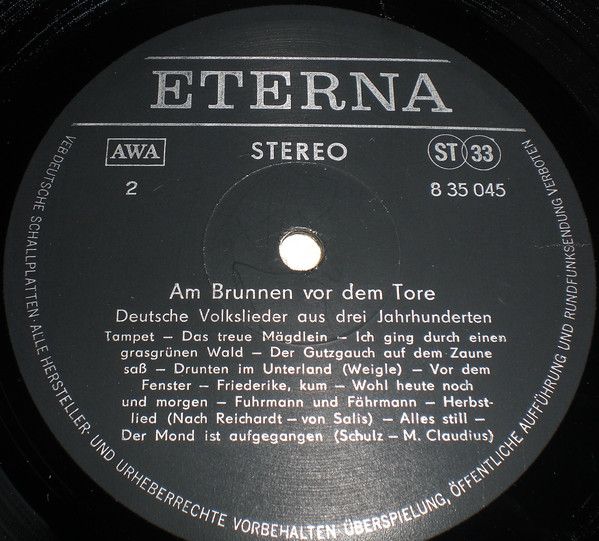 ETERNA
AWA
STEREO
ST 33
2
8 35 045
Am Brunnen vor dem Tore
Deutsche Volkslieder aus drei Jahrhunderten
Tampet – Das treue Mägdlein – Ich ging durch einen
grasgrünen Wald – Der Gutzgauch auf dem Zaune
saß – Drunten im Unterland (Weigle) – Vor dem
Fenster – Friederike, kum – Wohl heute noch
und morgen – Fuhrmann und Fährmann – Herbst-
lied (Nach Reichardt – von Salis) – Alles still –
Der Mond ist aufgegangen (Schulz – M. Claudius)
VEB DEUTSCHE SCHALLPLATTEN · ALLE HERSTELLER- UND URHEBERRECHTE VORBEHALTEN · ÜBERSPIELUNG, ÖFFENTLICHE AUFFÜHRUNG UND RUNDFUNKSENDUNG VERBOTEN